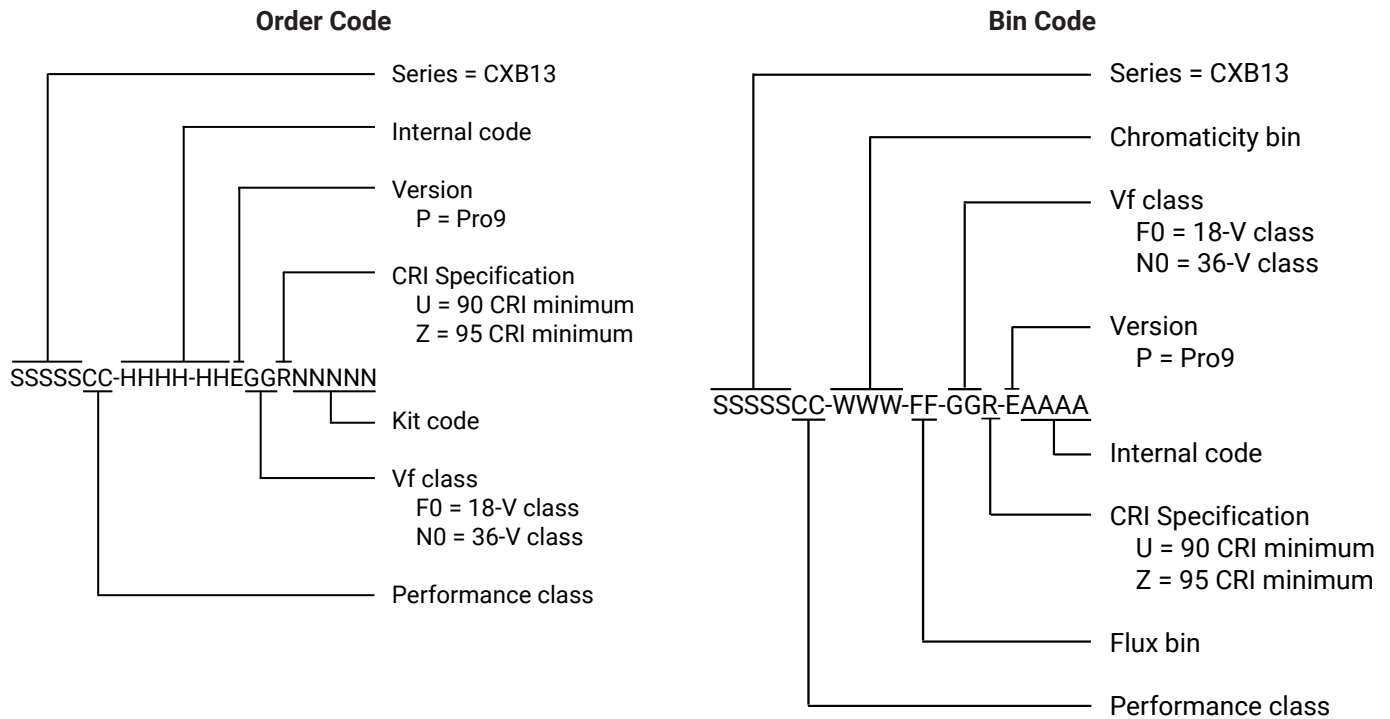 Order Code
Series = CXB13
Internal code
Version
P = Pro9
CRI Specification
U = 90 CRI minimum
Z = 95 CRI minimum
SSSSSCC-HHHH-HHEGGRNNNNN
Kit code
Vf class
F0 = 18-V class
N0 = 36-V class
Performance class
Bin Code
Series = CXB13
Chromaticity bin
Vf class
F0 = 18-V class
N0 = 36-V class
Version
P = Pro9
SSSSSCC-WWW-FF-GGR-EAAAA
Internal code
CRI Specification
U = 90 CRI minimum
Z = 95 CRI minimum
Flux bin
Performance class